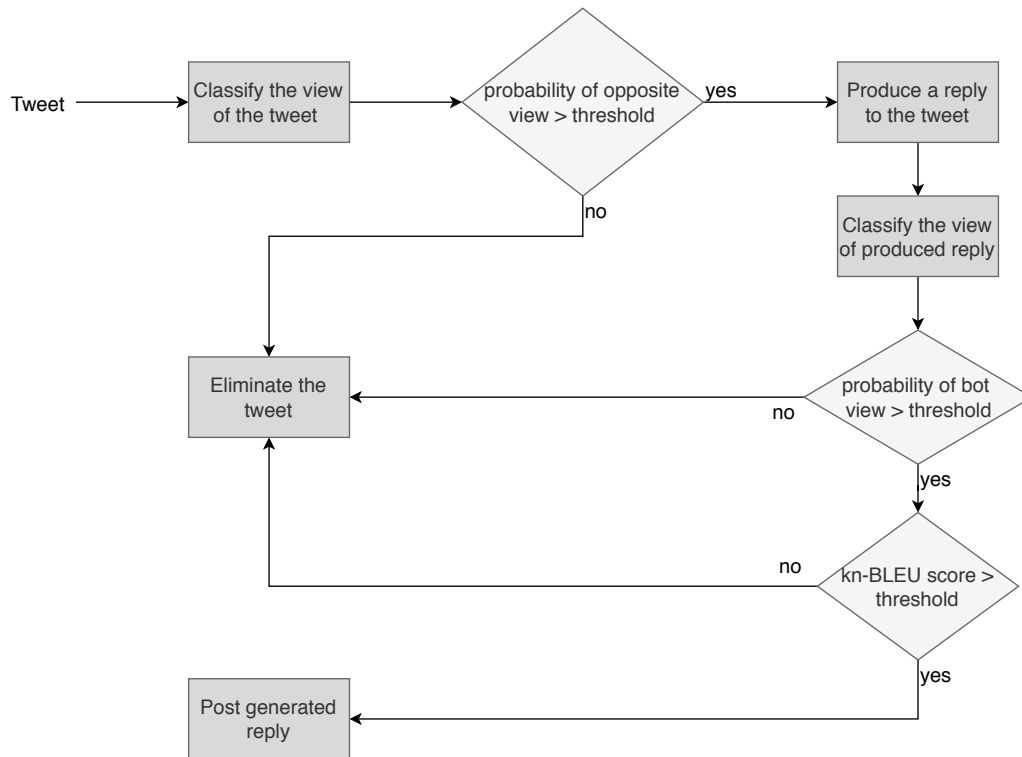 Tweet
Classify the view
of the tweet
probability of opposite
view > threshold
yes
Produce a reply
to the tweet
no
Classify the view
of produced reply
Eliminate the
tweet
probability of bot
view > threshold
no
yes
kn-BLEU score >
threshold
no
yes
Post generated
reply